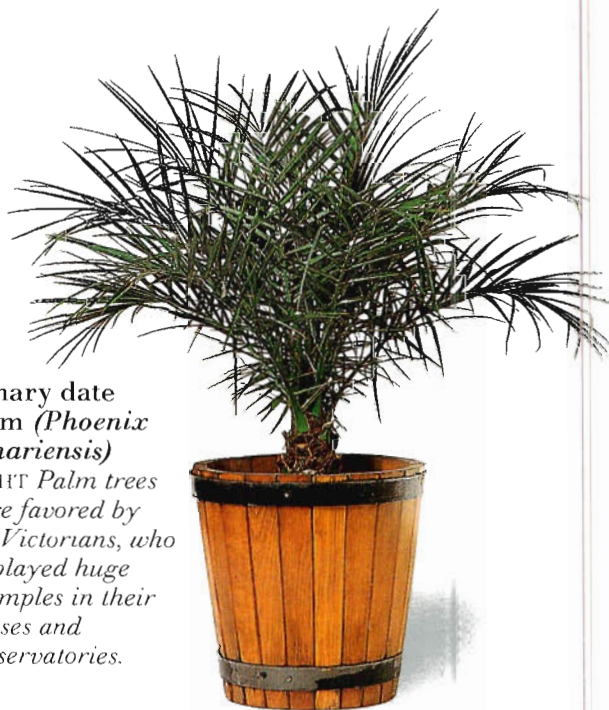 nary date
m (Phoenix
nariensis)
HT Palm trees
e favored by
Victorians, who
played huge
mples in their
ses and
servatories.